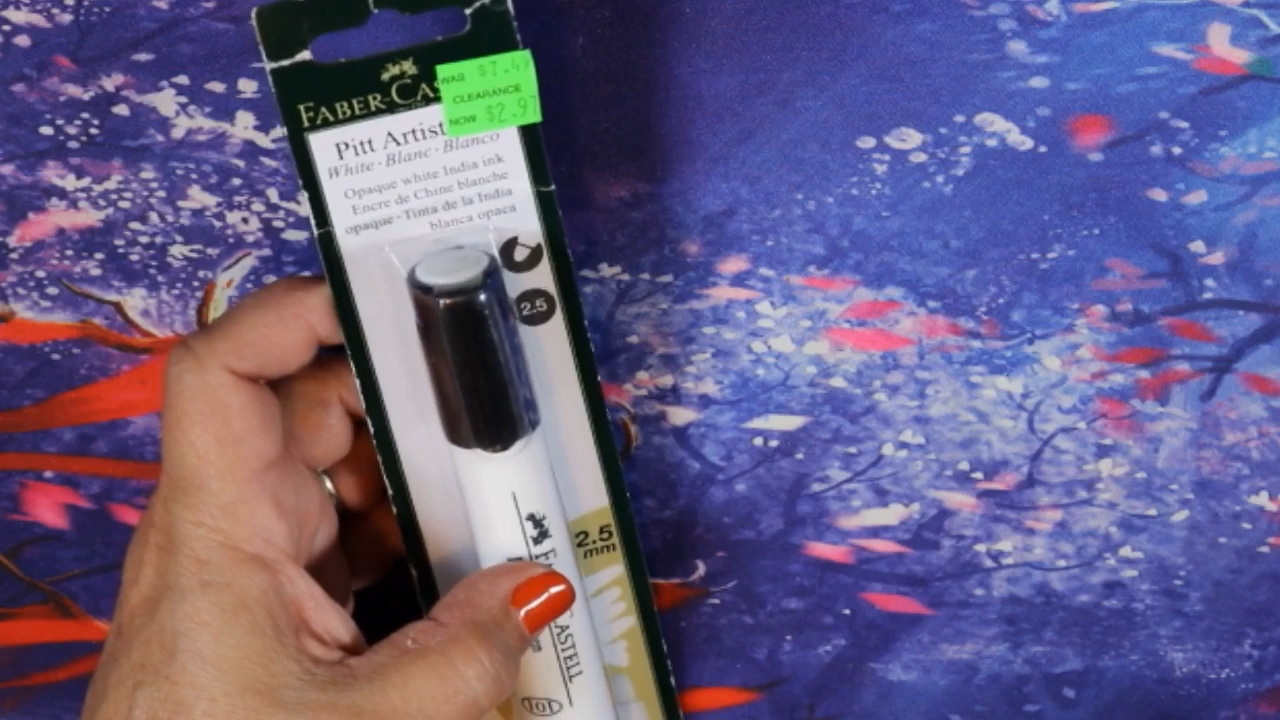 FABER-CAS
WAS $7.49
CLEARANCE
NOW $2.97
Pitt Artist
White · Blanc · Blanco
Opaque white India ink
Encre de Chine blanche
opaque · Tinta de la India
blanca opaca
2.5
2.5
mm
CASTELL
101